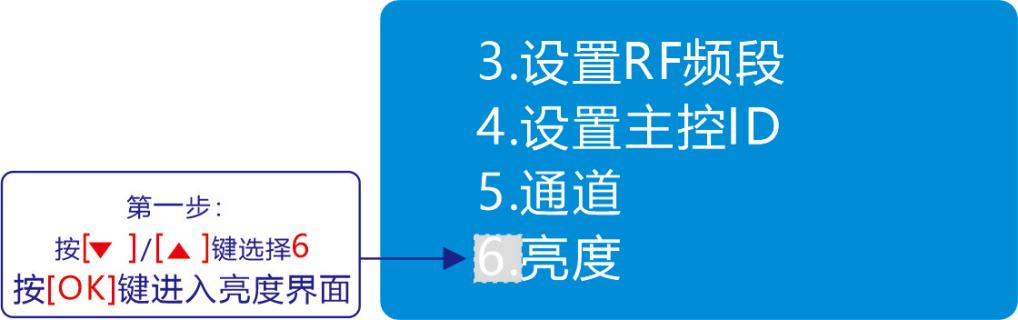 3.设置RF频段
4.设置主控ID
5.通道
6.亮度
第一步:
按[▼ ]/[▲ ]键选择6
按[OK]键进入亮度界面